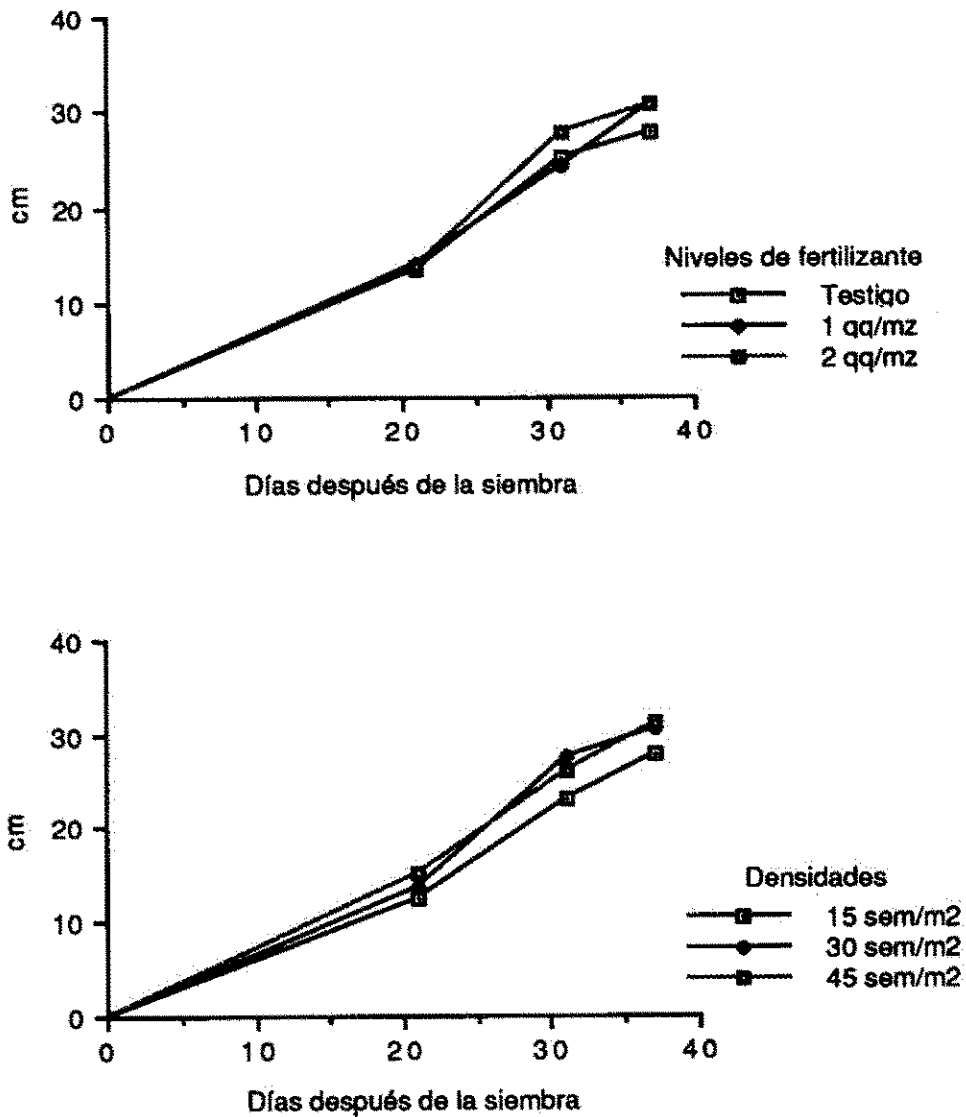 40
30
20
10
0
cm
0 10 20 30 40
Días después de la siembra
Niveles de fertilizante
Testigo
1 qq/mz
2 qq/mz
40
30
20
10
0
cm
0 10 20 30 40
Días después de la siembra
Densidades
15 sem/m2
30 sem/m2
45 sem/m2